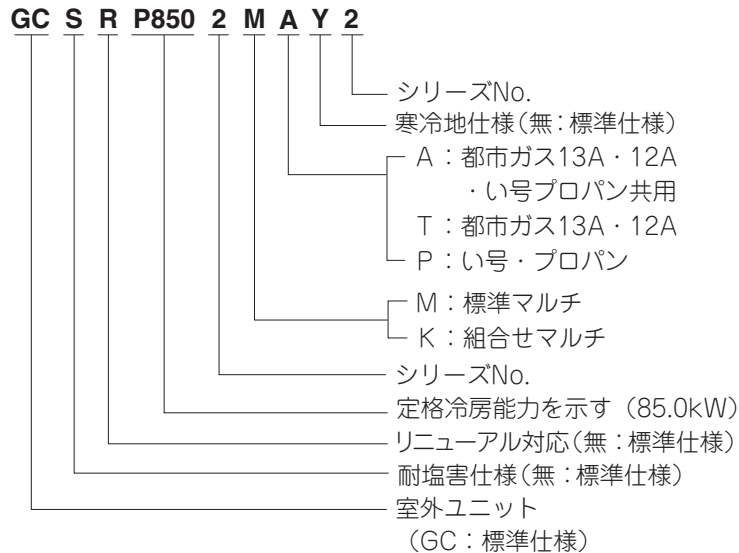 GC S R P850 2 M A Y 2
シリーズNo.
寒冷地仕様（無：標準仕様）
A：都市ガス13A・12A
・い号プロパン共用
T：都市ガス13A・12A
P：い号・プロパン
M：標準マルチ
K：組合せマルチ
シリーズNo.
定格冷房能力を示す（85.0kW）
リニューアル対応（無：標準仕様）
耐塩害仕様（無：標準仕様）
室外ユニット
（GC：標準仕様）